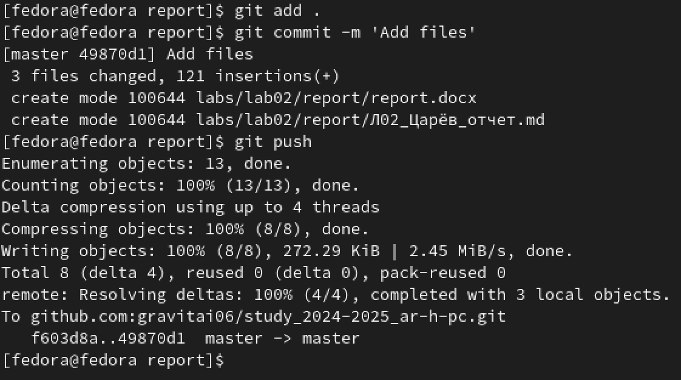 [fedora@fedora report]$ git add .
[fedora@fedora report]$ git commit -m 'Add files'
[master 49870d1] Add files
 3 files changed, 121 insertions(+)
 create mode 100644 labs/lab02/report/report.docx
 create mode 100644 labs/lab02/report/Л02_Царёв_отчет.md
[fedora@fedora report]$ git push
Enumerating objects: 13, done.
Counting objects: 100% (13/13), done.
Delta compression using up to 4 threads
Compressing objects: 100% (8/8), done.
Writing objects: 100% (8/8), 272.29 KiB | 2.45 MiB/s, done.
Total 8 (delta 4), reused 0 (delta 0), pack-reused 0
remote: Resolving deltas: 100% (4/4), completed with 3 local objects.
To github.com:gravitai06/study_2024-2025_ar-h-pc.git
   f603d8a..49870d1  master -> master
[fedora@fedora report]$